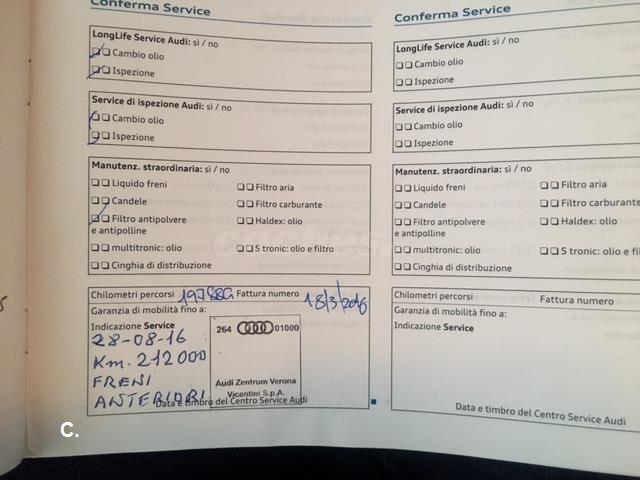 Conferma Service
LongLife Service Audi: sì / no
Cambio olio
Ispezione
Service di ispezione Audi: sì / no
Cambio olio
Ispezione
Manutenz. straordinaria: sì / no
Liquido freni
Filtro aria
Candele
Filtro carburante
Filtro antipolvere
e antipolline
Haldex: olio
multitronic: olio
S tronic: olio e filtro
Cinghia di distribuzione
Chilometri percorsi
Fattura numero 18/3/2016
Garanzia di mobilità fino a:
Indicazione Service
28-08-16
Km. 212000
FRENI
ANTERIORI
264 01000
Audi Zentrum Verona
Vicentini S.p.A.
Data e timbro del Centro Service Audi
Conferma Service
LongLife Service Audi: sì / no
Cambio olio
Ispezione
Service di ispezione Audi: sì / no
Cambio olio
Ispezione
Manutenz. straordinaria: sì / no
Liquido freni
Filtro aria
Candele
Filtro carburante
Filtro antipolvere
e antipolline
Haldex: olio
multitronic: olio
S tronic: olio e fil
Cinghia di distribuzione
Chilometri percorsi
Fattura numero
Garanzia di mobilità fino a:
Indicazione Service
Data e timbro del Centro Service Audi
C.